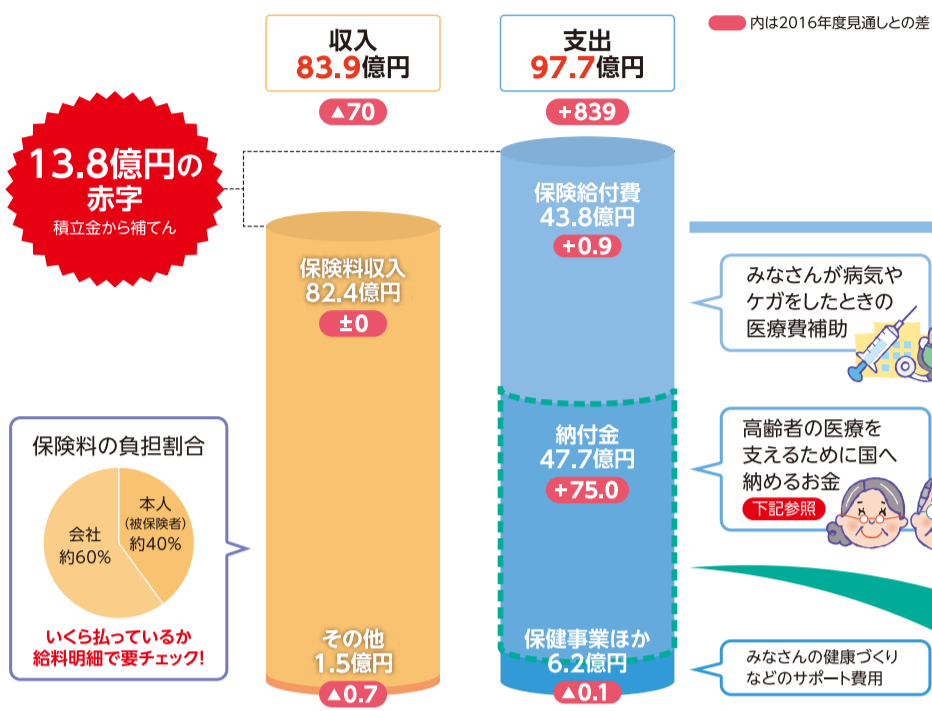 内は2016年度見通しとの差
収入
83.9億円
▲70
支出
97.7億円
+839
13.8億円の
赤字
積立金から補てん
保険料収入
82.4億円
±0
その他
1.5億円
▲0.7
保険給付費
43.8億円
+0.9
納付金
47.7億円
+75.0
保健事業ほか
6.2億円
▲0.1
保険料の負担割合
会社
約60%
本人
(被保険者)
約40%
いくら払っているか
給料明細で要チェック!
みなさんが病気や
ケガをしたときの
医療費補助
高齢者の医療を
支えるために国へ
納めるお金
下記参照
みなさんの健康づくり
などのサポート費用